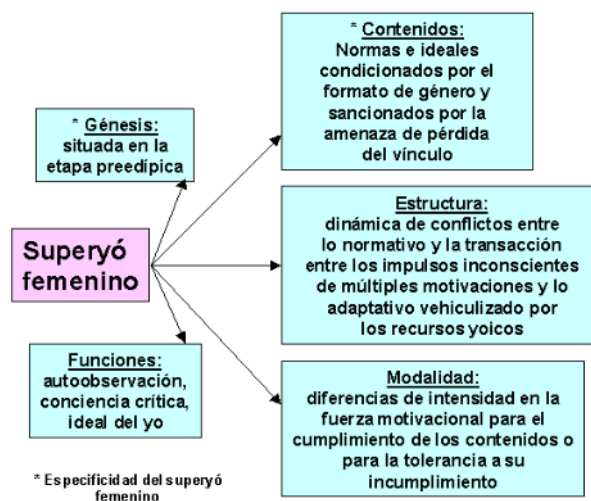 * Génesis:
situada en la
etapa preedípica
* Contenidos:
Normas e ideales
condicionados por el
formato de género y
sancionados por la
amenaza de pérdida
del vínculo
Superyó
femenino
Estructura:
dinámica de conflictos entre
lo normativo y la transacción
entre los impulsos inconscientes
de múltiples motivaciones y lo
adaptativo vehiculizado por
los recursos yoicos
Funciones:
autoobservación,
conciencia crítica,
ideal del yo
Modalidad:
diferencias de intensidad en la
fuerza motivacional para el
cumplimiento de los contenidos o
para la tolerancia a su
incumplimiento
* Especificidad del superyó
femenino